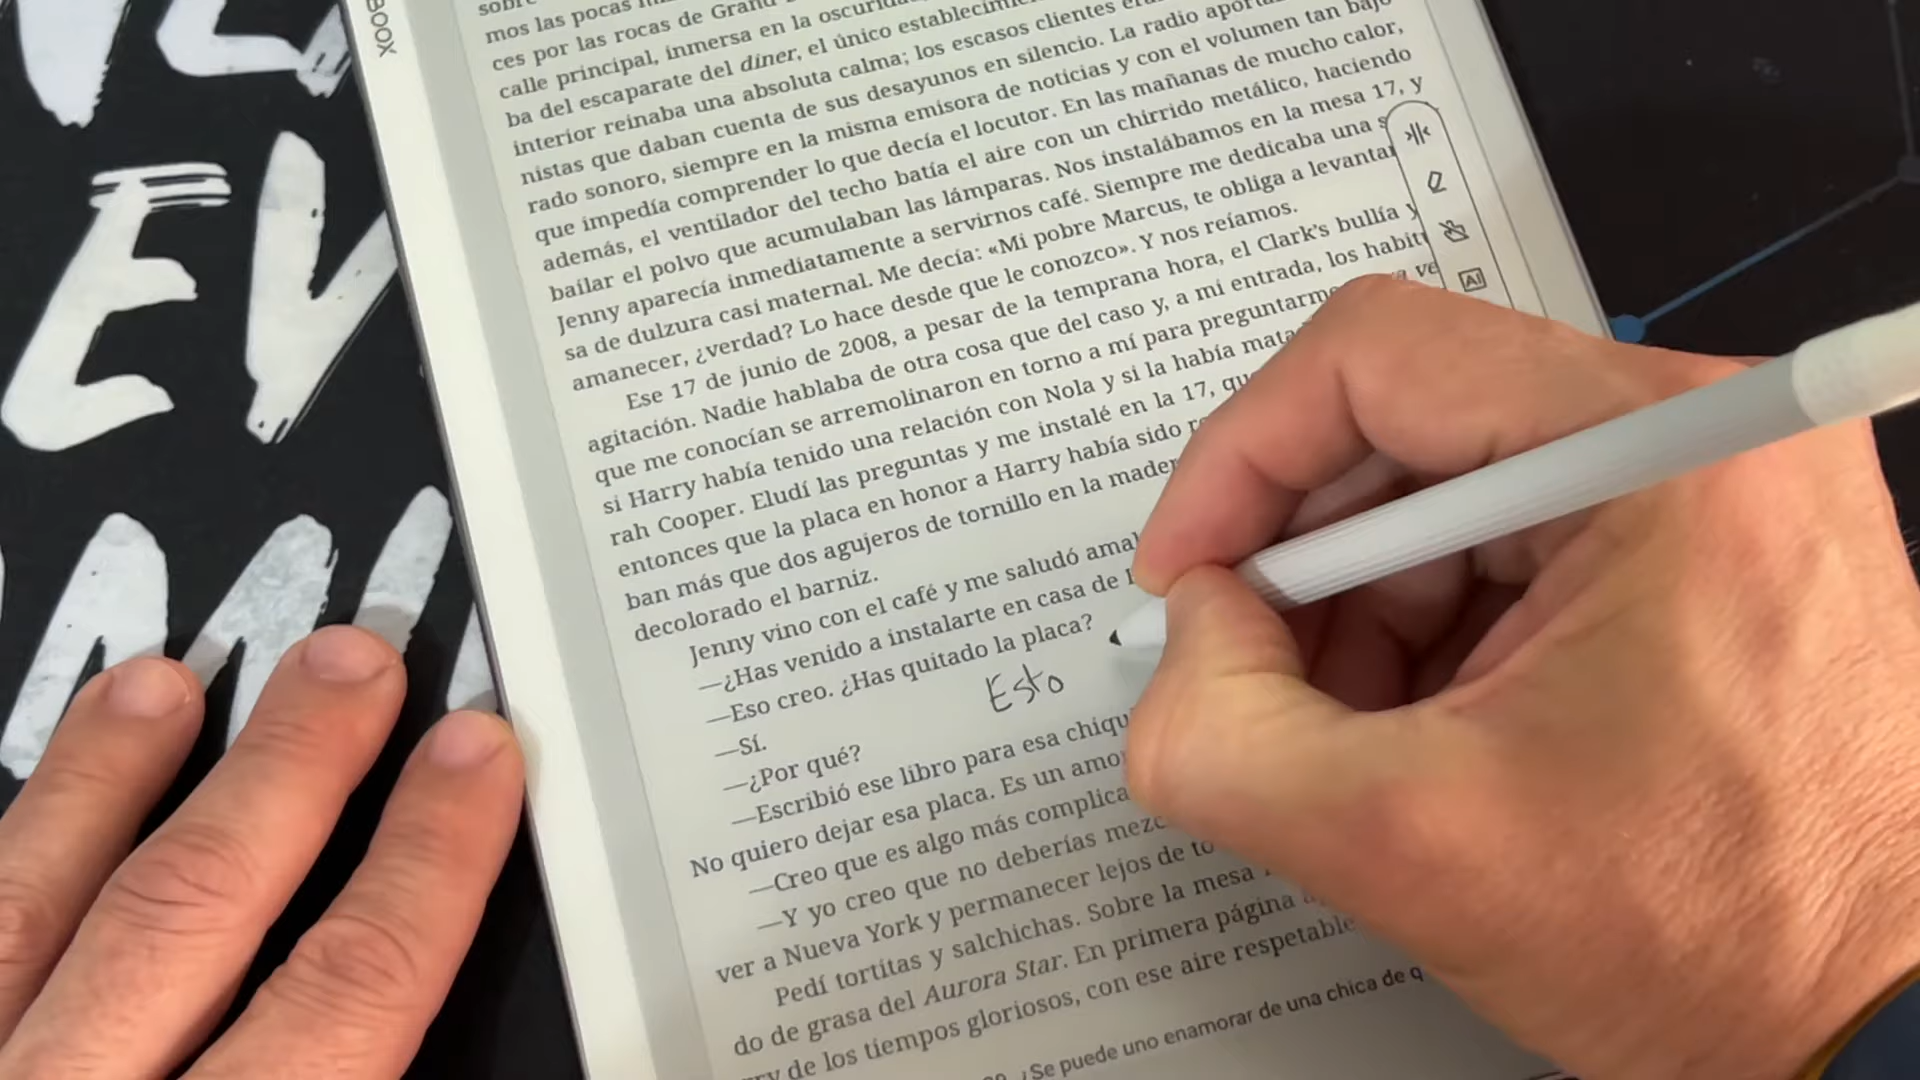 BOOX
EV
sobre
mos las pocas
ces por las rocas de Grand
calle principal, inmersa en la
ba del escaparate del diner, el único
interior reinaba una absoluta calma; los escasos clientes
nistas que daban cuenta de sus desayunos en silencio. La radio
rado sonoro, siempre en la misma emisora de noticias y con el volumen tan bajo
que impedía comprender lo que decía el locutor. En las mañanas de mucho calor,
además, el ventilador del techo batía el aire con un chirrido metálico, haciendo
bailar el polvo que acumulaban las lámparas. Nos instalábamos en la mesa 17, y
Jenny aparecía inmediatamente a servirnos café. Siempre me dedicaba una
sa de dulzura casi maternal. Me decía: «Mi pobre Marcus, te obliga a
amanecer, ¿verdad? Lo hace desde que le conozco». Y nos reíamos.
Ese 17 de junio de 2008, a pesar de la temprana hora, el Clark's bullía
agitación. Nadie hablaba de otra cosa que del caso y, a mi entrada, los
que me conocían se arremolinaron en torno a mí para
si Harry había tenido una relación con Nola y si la había
rah Cooper. Eludí las preguntas y me instalé en la 17,
entonces que la placa en honor a Harry había sido
ban más que dos agujeros de tornillo en la
decolorado el barniz.
Jenny vino con el café y me saludó
—¿Has venido a instalarte en casa de
—Eso creo. ¿Has quitado la placa?
Esto
—Sí.
—¿Por qué?
—Escribió ese libro para esa
No quiero dejar esa placa. Es un
—Creo que es algo más
—Y yo creo que no deberías
ver a Nueva York y permanecer lejos de
Pedí tortitas y salchichas. Sobre la mesa
do de grasa del Aurora Star. En primera página
de los tiempos gloriosos, con ese aire respetable
¿Se puede uno enamorar de una chica de q
AI